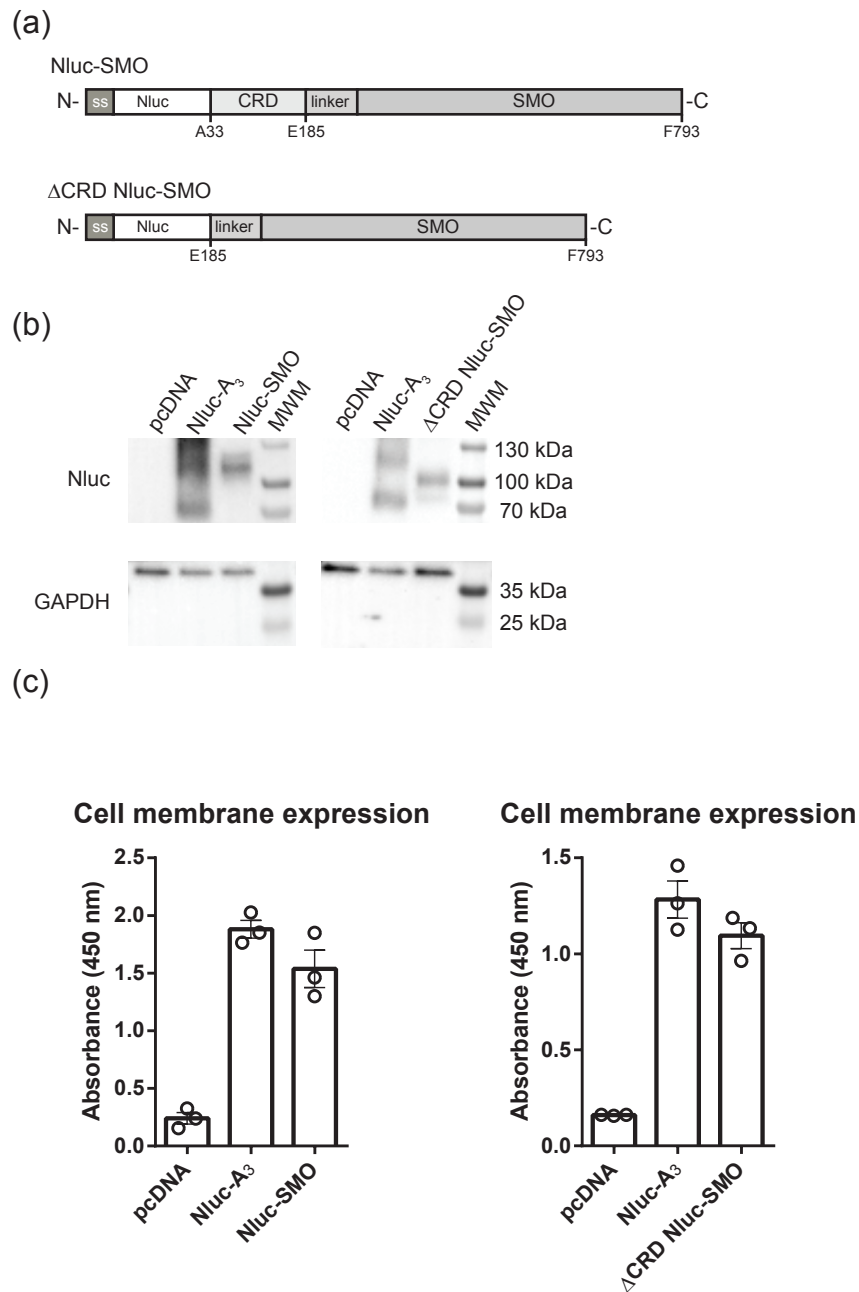 (a)
Nluc-SMO
N- ss Nluc CRD linker SMO -C
A33 E185 F793
ΔCRD Nluc-SMO
N- ss Nluc linker SMO -C
E185 F793
(b)
pcDNA Nluc-A₃ Nluc-SMO MWM pcDNA Nluc-A₃ ΔCRD Nluc-SMO MWM
Nluc
130 kDa
100 kDa
70 kDa
GAPDH
35 kDa
25 kDa
(c)
Cell membrane expression
Absorbance (450 nm)
2.5
2.0
1.5
1.0
0.5
0.0
pcDNA Nluc-A₃ Nluc-SMO
Cell membrane expression
Absorbance (450 nm)
1.5
1.0
0.5
0.0
pcDNA Nluc-A₃ ΔCRD Nluc-SMO